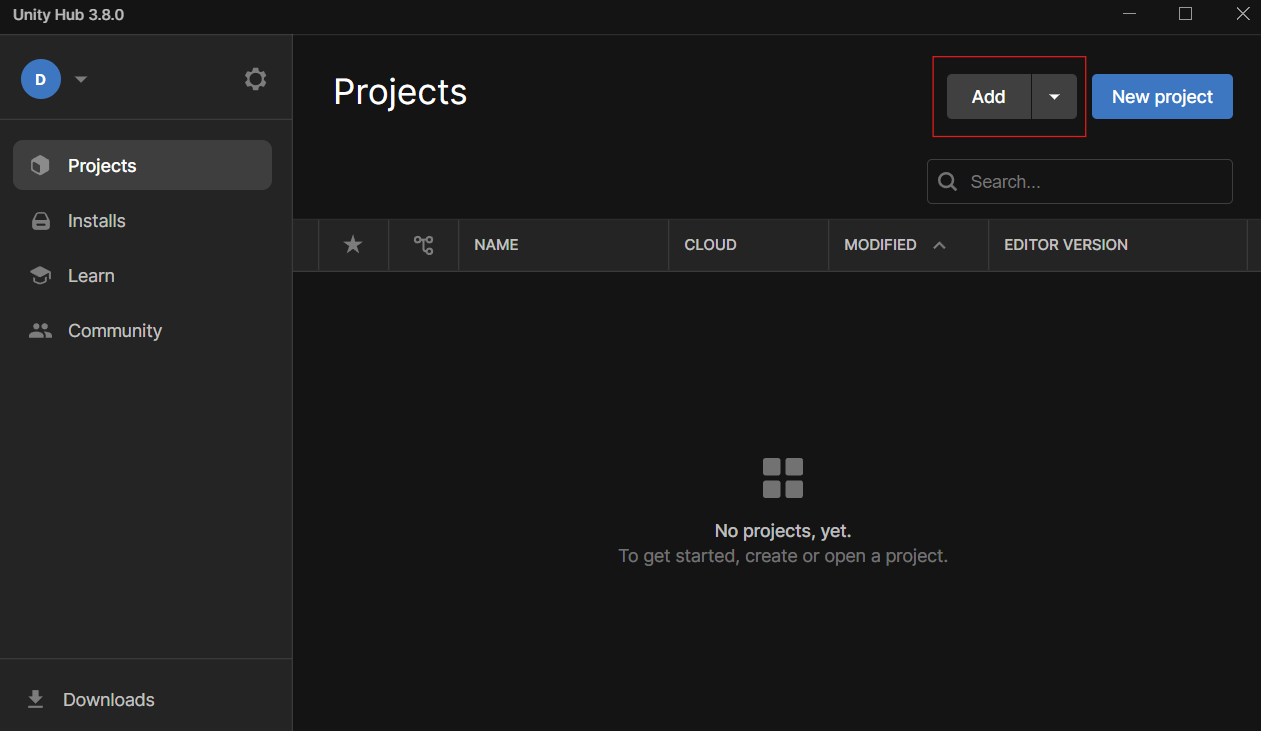 Unity Hub 3.8.0
D
Projects
Installs
Learn
Community
Downloads
Projects
Add
New project
Search...
NAME
CLOUD
MODIFIED
EDITOR VERSION
No projects, yet.
To get started, create or open a project.